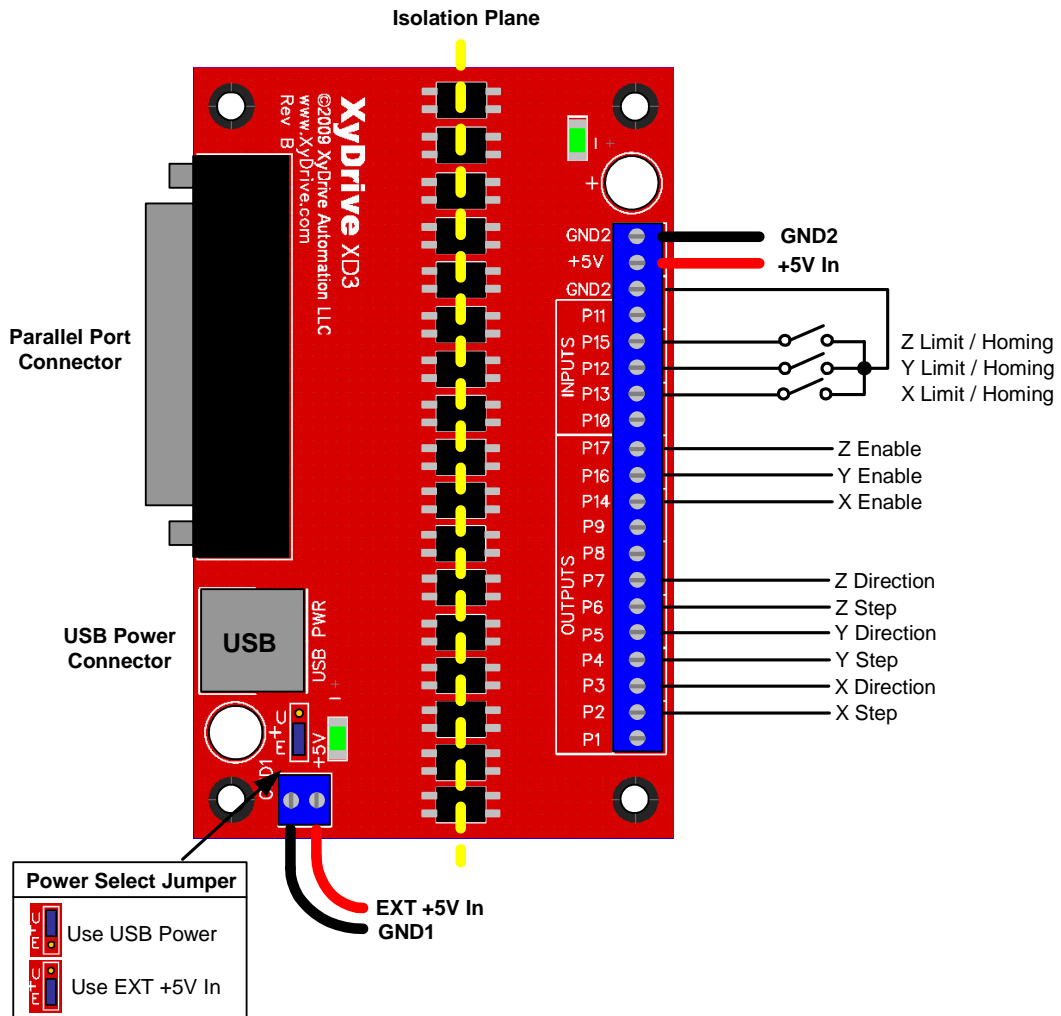 Isolation Plane
XyDrive XD3
©2009 XyDrive Automation LLC
www.XyDrive.com
Rev B
- +
+
Parallel Port
Connector
USB Power
Connector
USB
USB PWR
- +
U
+
E
+5V
GND1
GND2
+5V
GND2
P11
P15
P12
P13
P10
P17
P16
P14
P9
P8
P7
P6
P5
P4
P3
P2
P1
INPUTS
OUTPUTS
GND2
+5V In
Z Limit / Homing
Y Limit / Homing
X Limit / Homing
Z Enable
Y Enable
X Enable
Z Direction
Z Step
Y Direction
Y Step
X Direction
X Step
EXT +5V In
GND1
Power Select Jumper
U
+
E
Use USB Power
U
+
E
Use EXT +5V In